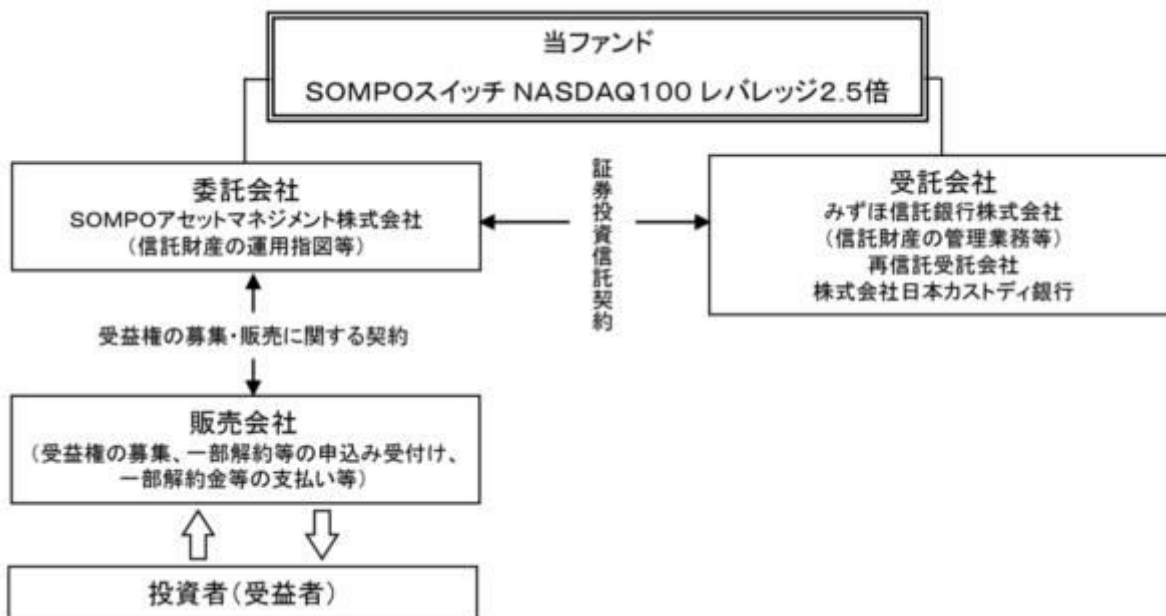 当ファンド
SOMPOスイッチ NASDAQ100 レバレッジ2.5倍
委託会社
SOMPOアセットマネジメント株式会社
(信託財産の運用指図等)
証券投資信託契約
受託会社
みずほ信託銀行株式会社
(信託財産の管理業務等)
再信託受託会社
株式会社日本カストディ銀行
受益権の募集・販売に関する契約
販売会社
(受益権の募集、一部解約等の申込み受付け、
一部解約金等の支払い等)
投資者(受益者)